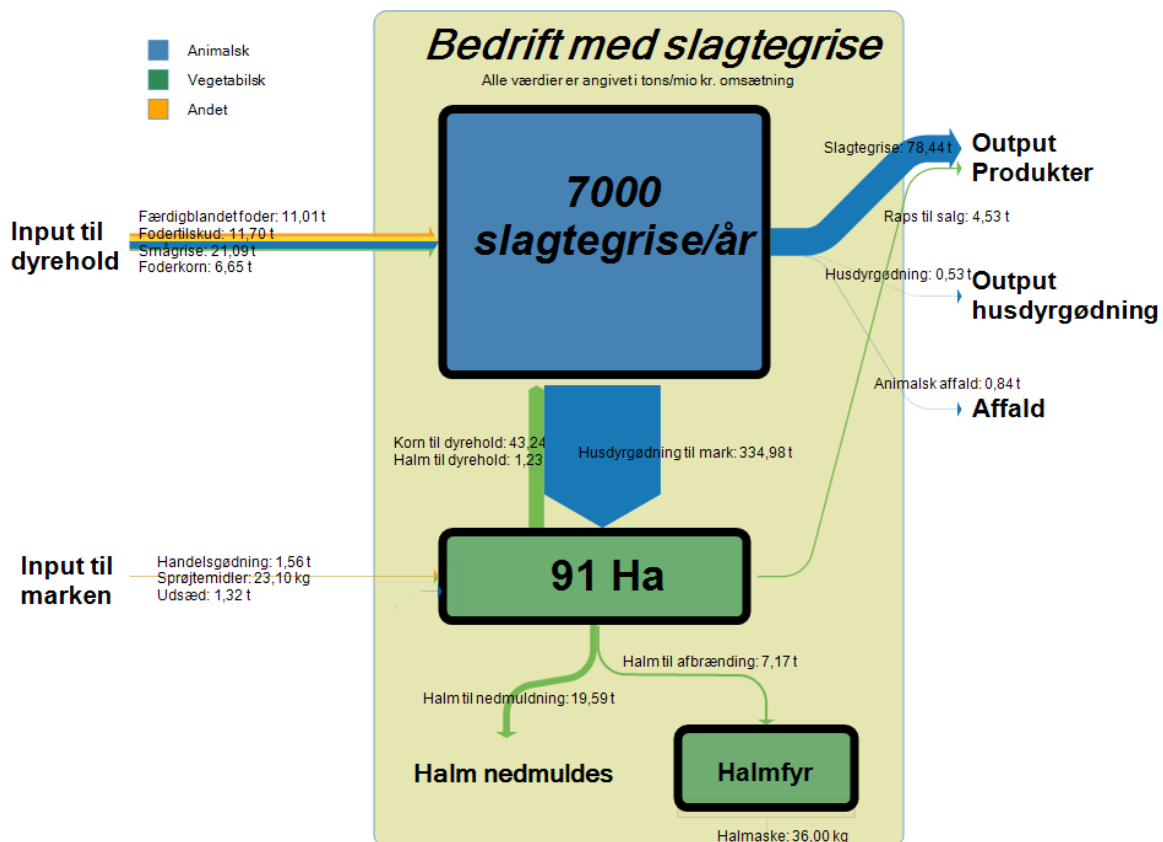 Bedrift med slagtegrise
Alle værdier er angivet i tons/mio kr. omsætning
Animalsk
Vegetabilsk
Andet
7000
slagtegrise/år
Slagtegrise: 78,44 t
Output
Produkter
Raps til salg: 4,53 t
Input til
dyrehold
Færdigblandet foder: 11,01 t
Fodertilskud: 11,70 t
Smågrise: 21,09 t
Foderkorn: 6,65 t
Husdyrgødning: 0,53 t
Output
husdyrgødning
Animalsk affald: 0,84 t
Affald
Korn til dyrehold: 43,24
Halm til dyrehold: 1,23
Husdyrgødning til mark: 334,98 t
Input til
marken
Handelsgødning: 1,56 t
Sprøjtemidler: 23,10 kg
Udsæd: 1,32 t
91 Ha
Halm til afbrænding: 7,17 t
Halm til nedmuldning: 19,59 t
Halm nedmuldes
Halmfyr
Halmaske: 36,00 kg